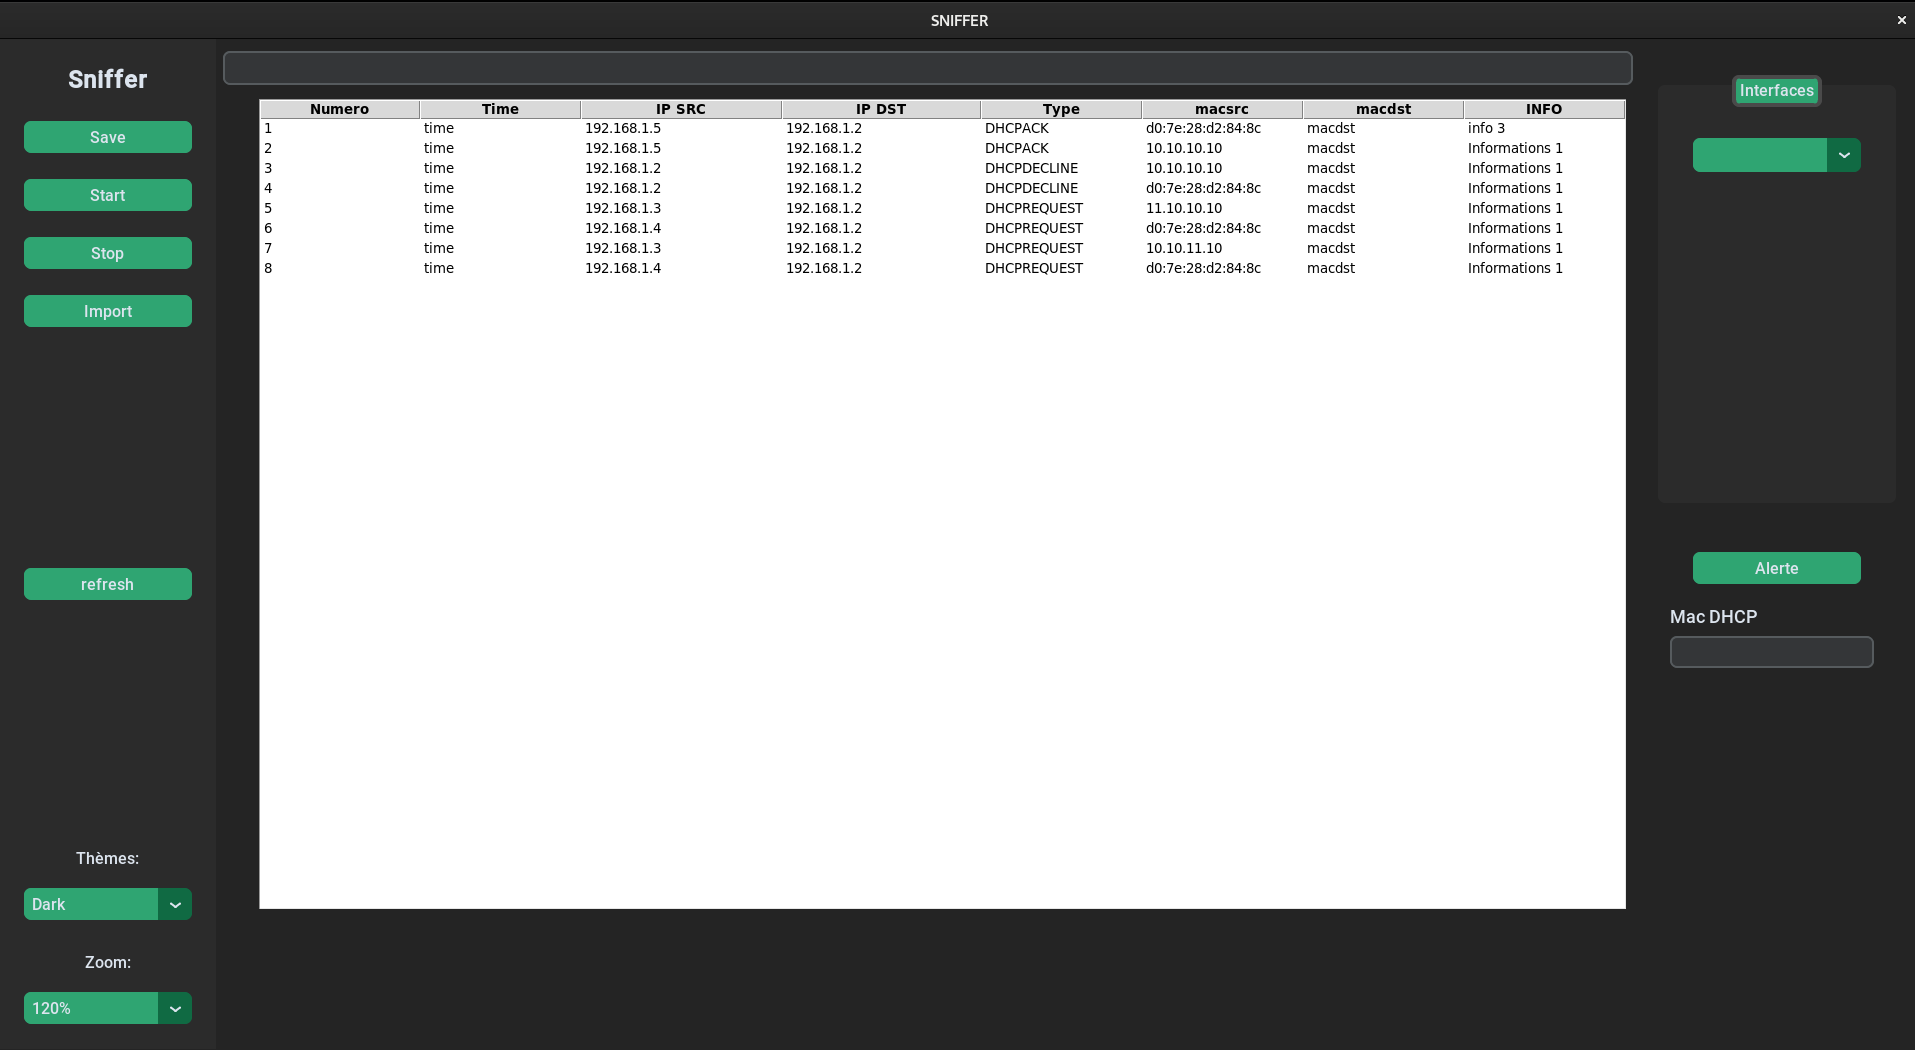 SNIFFER
Sniffer
Save
Start
Stop
Import
refresh
Thèmes:
Dark
Zoom:
120%
Numero Time IP SRC IP DST Type macsrc macdst INFO
1 time 192.168.1.5 192.168.1.2 DHCPACK d0:7e:28:d2:84:8c macdst info 3
2 time 192.168.1.5 192.168.1.2 DHCPACK 10.10.10.10 macdst Informations 1
3 time 192.168.1.2 192.168.1.2 DHCPDECLINE 10.10.10.10 macdst Informations 1
4 time 192.168.1.2 192.168.1.2 DHCPDECLINE d0:7e:28:d2:84:8c macdst Informations 1
5 time 192.168.1.3 192.168.1.2 DHCPREQUEST 11.10.10.10 macdst Informations 1
6 time 192.168.1.4 192.168.1.2 DHCPREQUEST d0:7e:28:d2:84:8c macdst Informations 1
7 time 192.168.1.3 192.168.1.2 DHCPREQUEST 10.10.11.10 macdst Informations 1
8 time 192.168.1.4 192.168.1.2 DHCPREQUEST d0:7e:28:d2:84:8c macdst Informations 1
Interfaces
Alerte
Mac DHCP